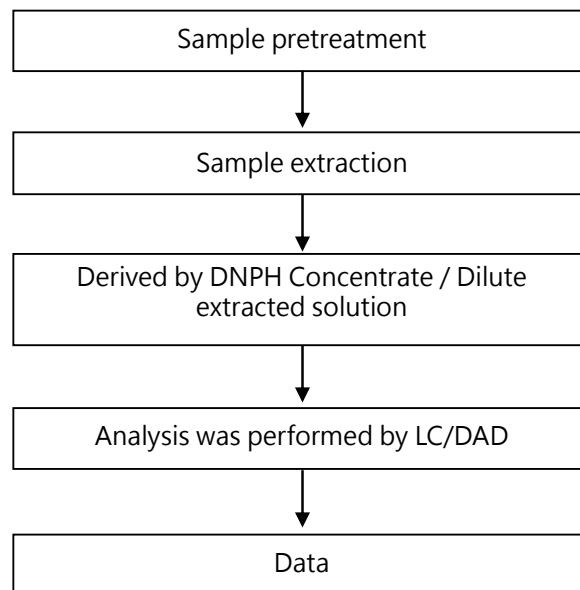 Sample pretreatment
Sample extraction
Derived by DNPH Concentrate / Dilute
extracted solution
Analysis was performed by LC/DAD
Data